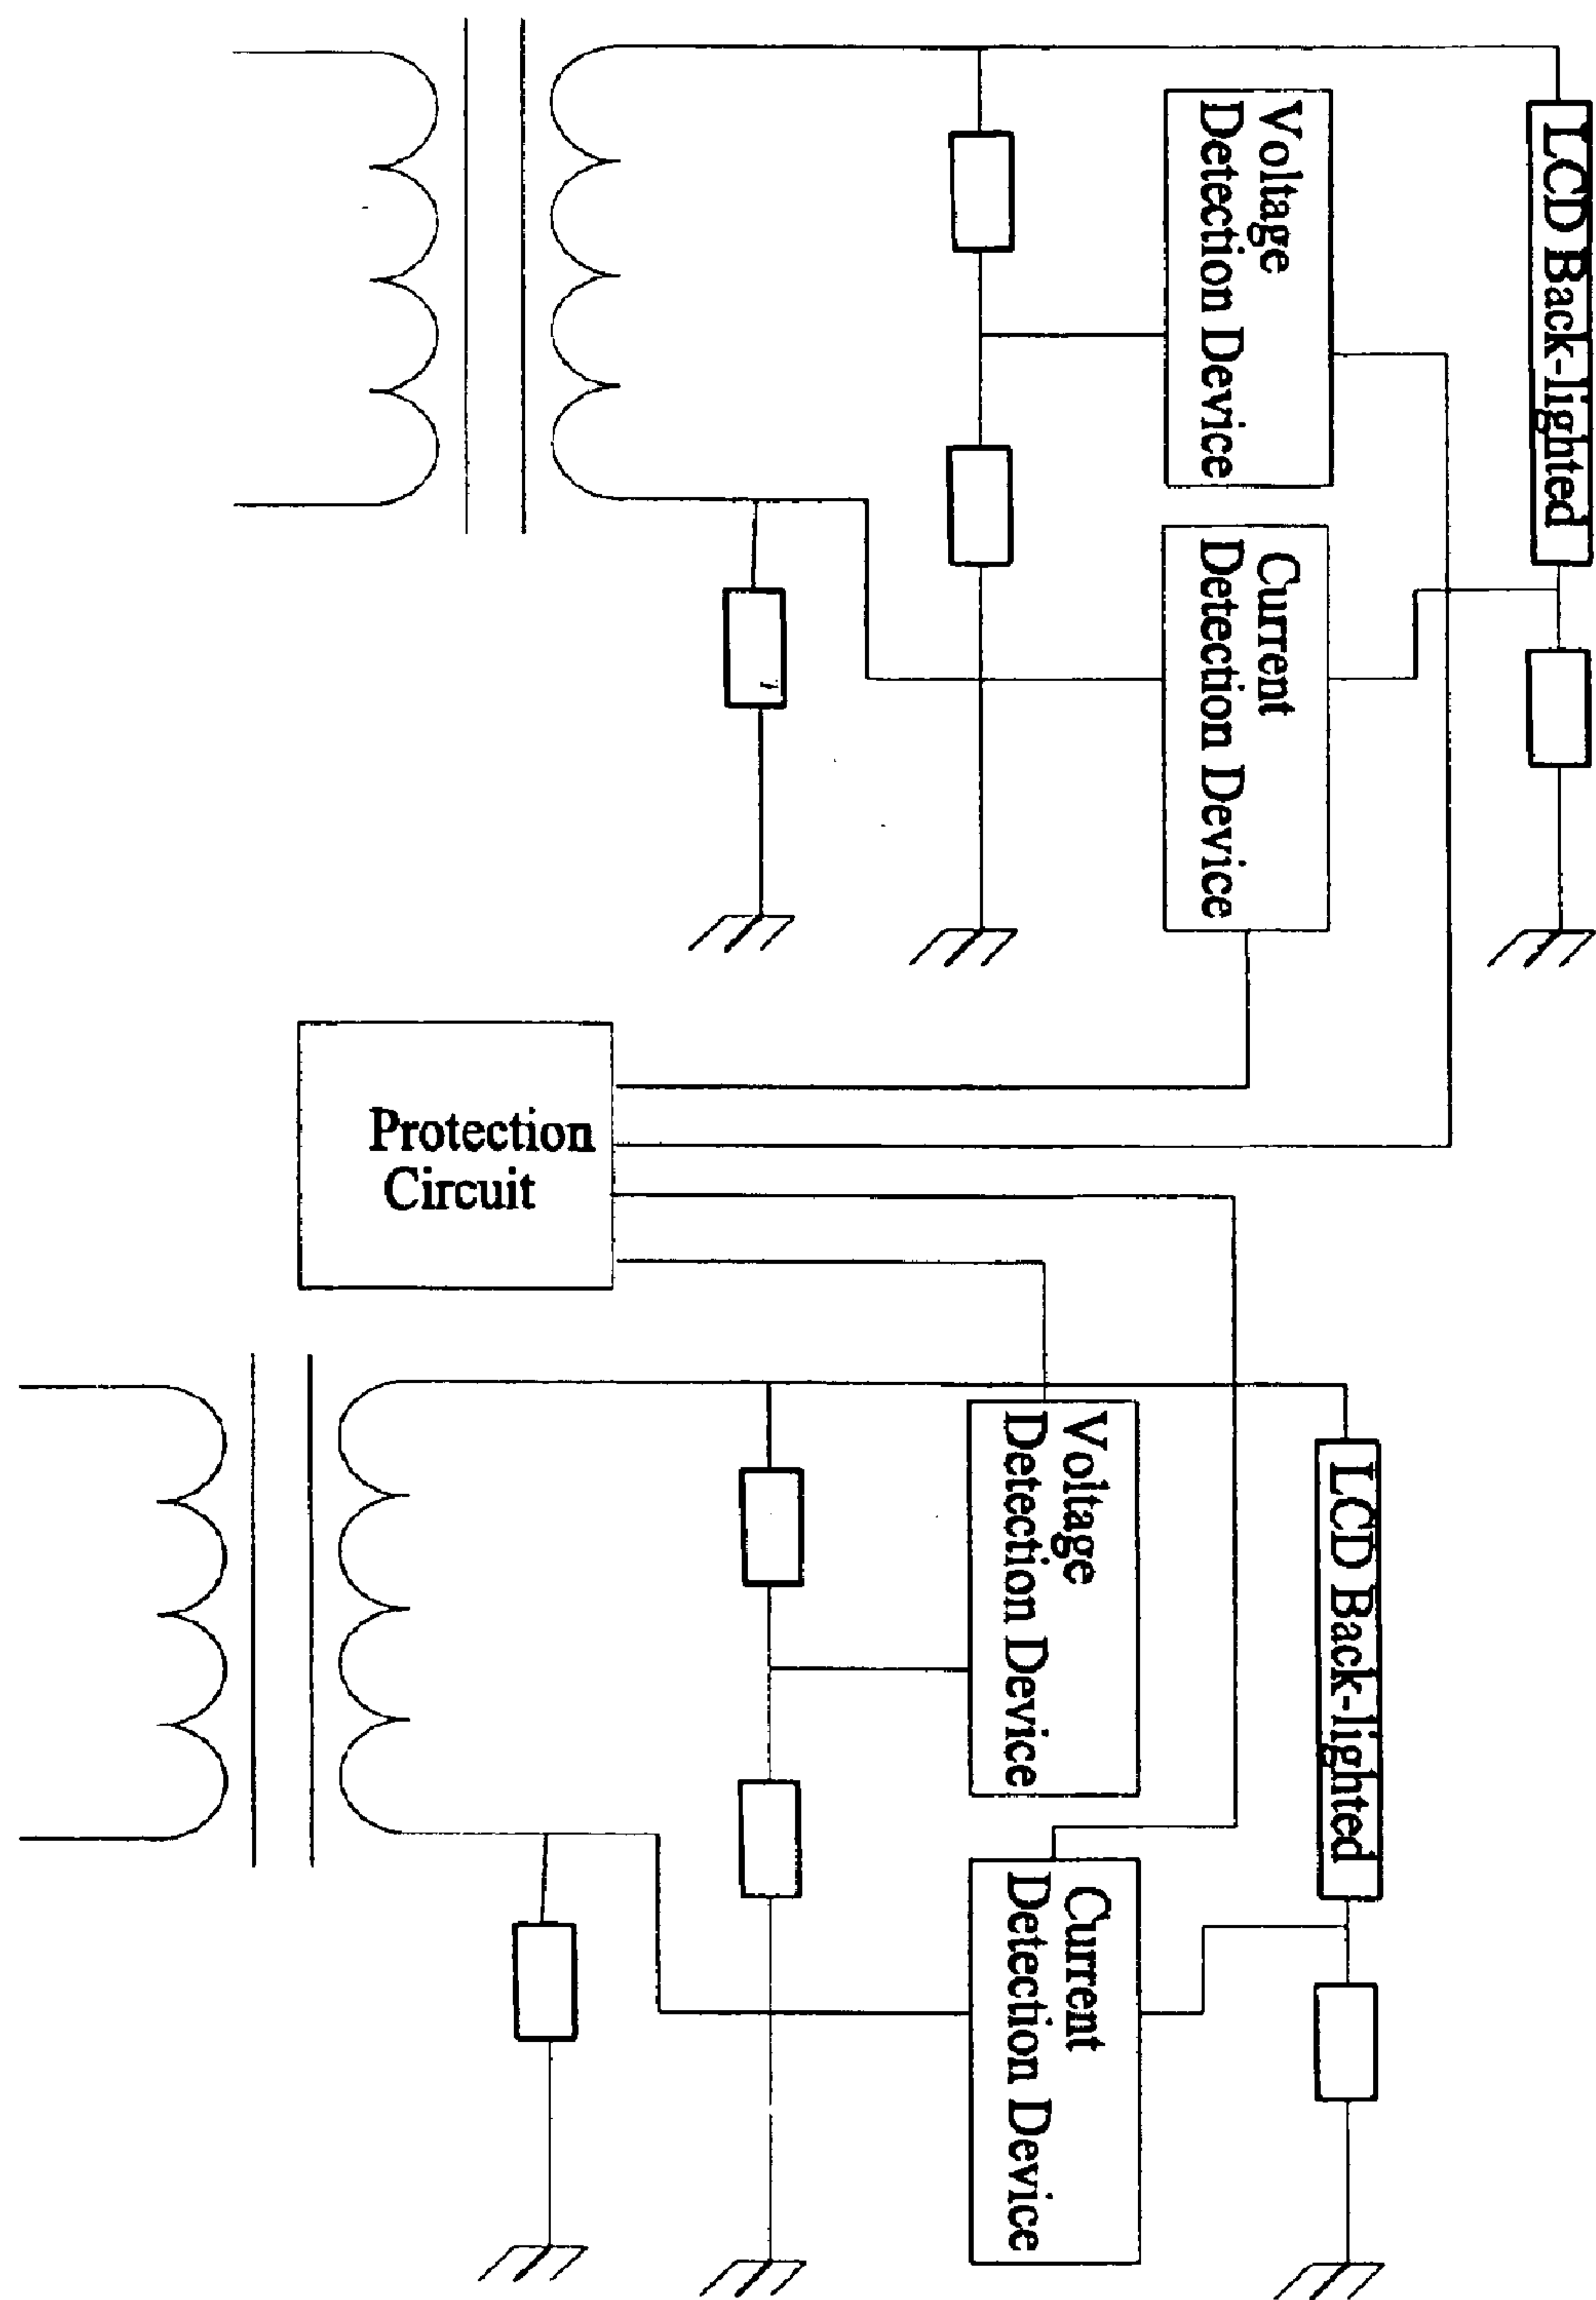 LCD Back-lighted
Voltage
Detection Device
Current
Detection Device
Protection
Circuit
LCD Back-lighted
Voltage
Detection Device
Current
Detection Device